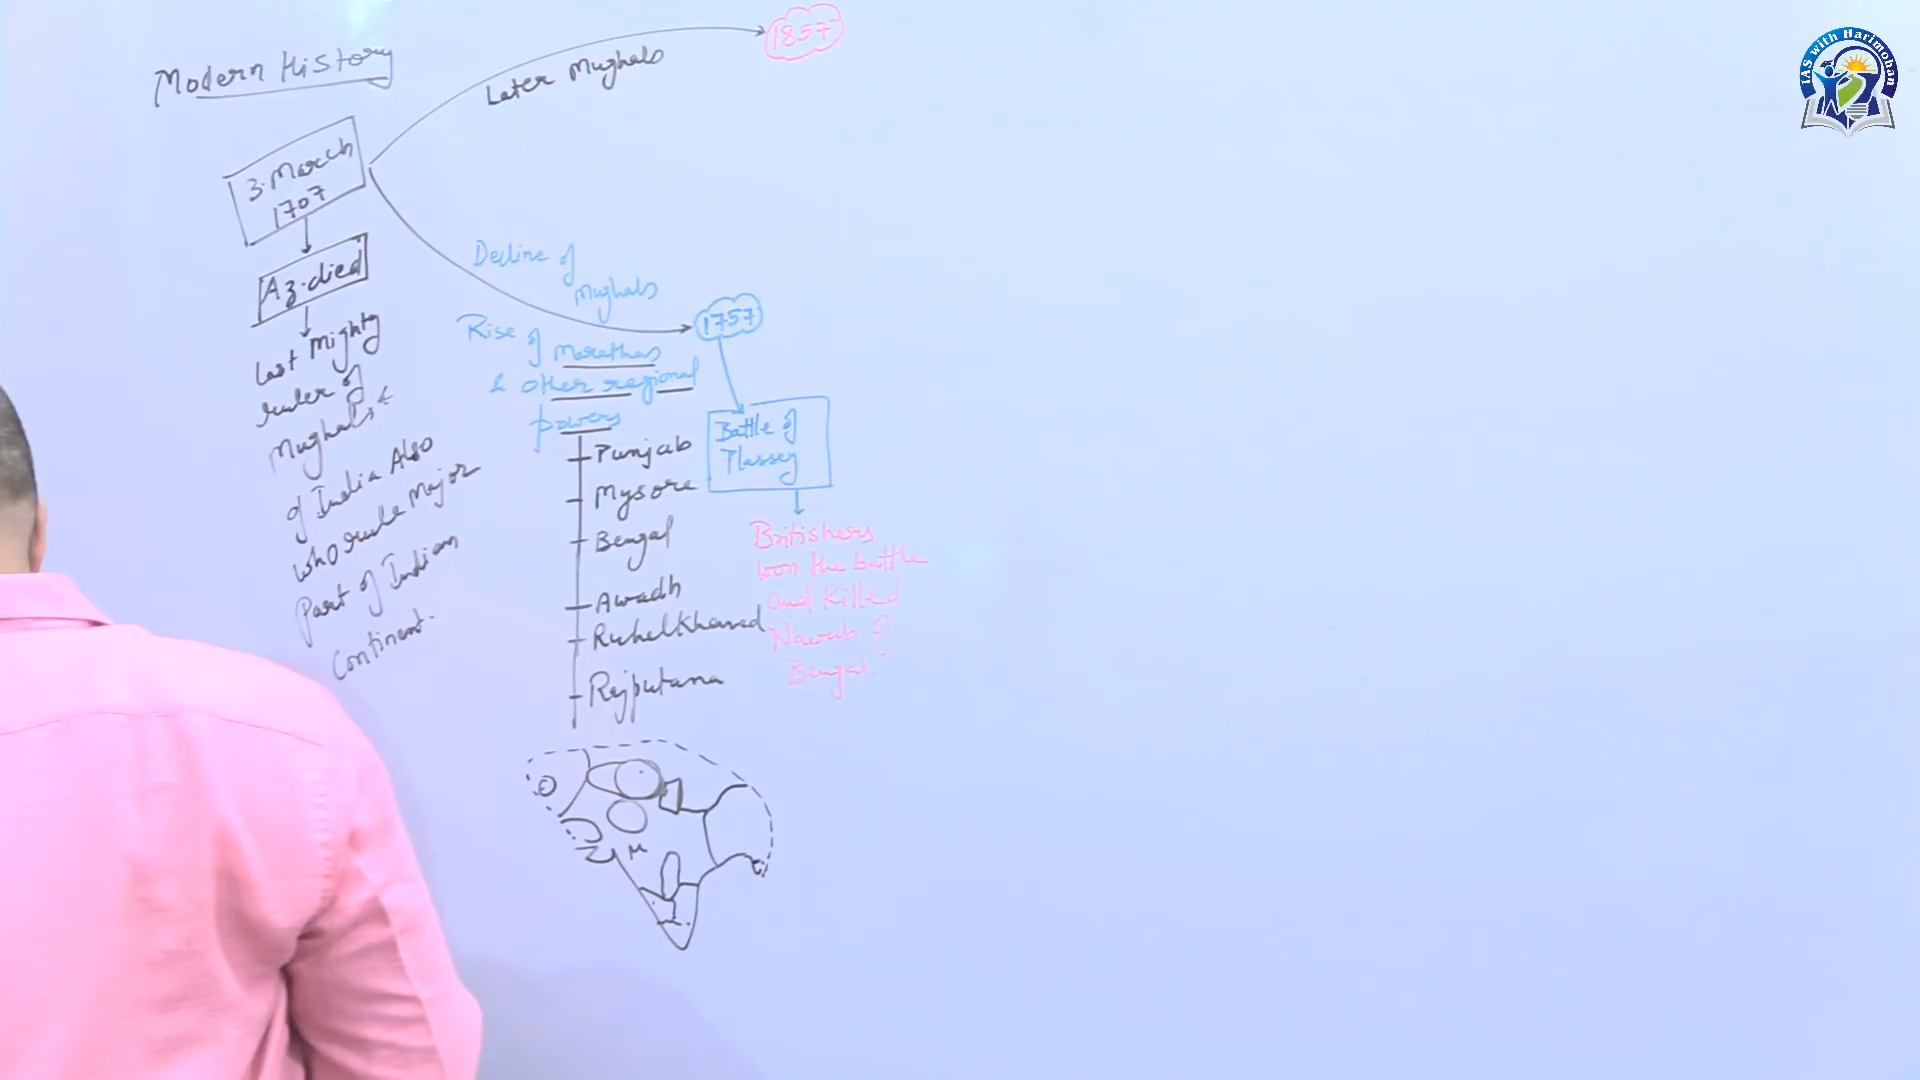 Modern History
3. March
1707
Az. died
Last Mighty
ruler of
Mughals &
of India Also
who rule Major
Part of Indian
Continent.
Later Mughals
1857
Decline of
Mughals
1757
Rise of Marathas
& other regional
powers
Punjab
Mysore
Bengal
Awadh
Ruhelkhand
Rajputana
Battle of
Plassey
Britishers
won the battle
and killed
Nawab of
Bengal.
M
IAS with Harimohan